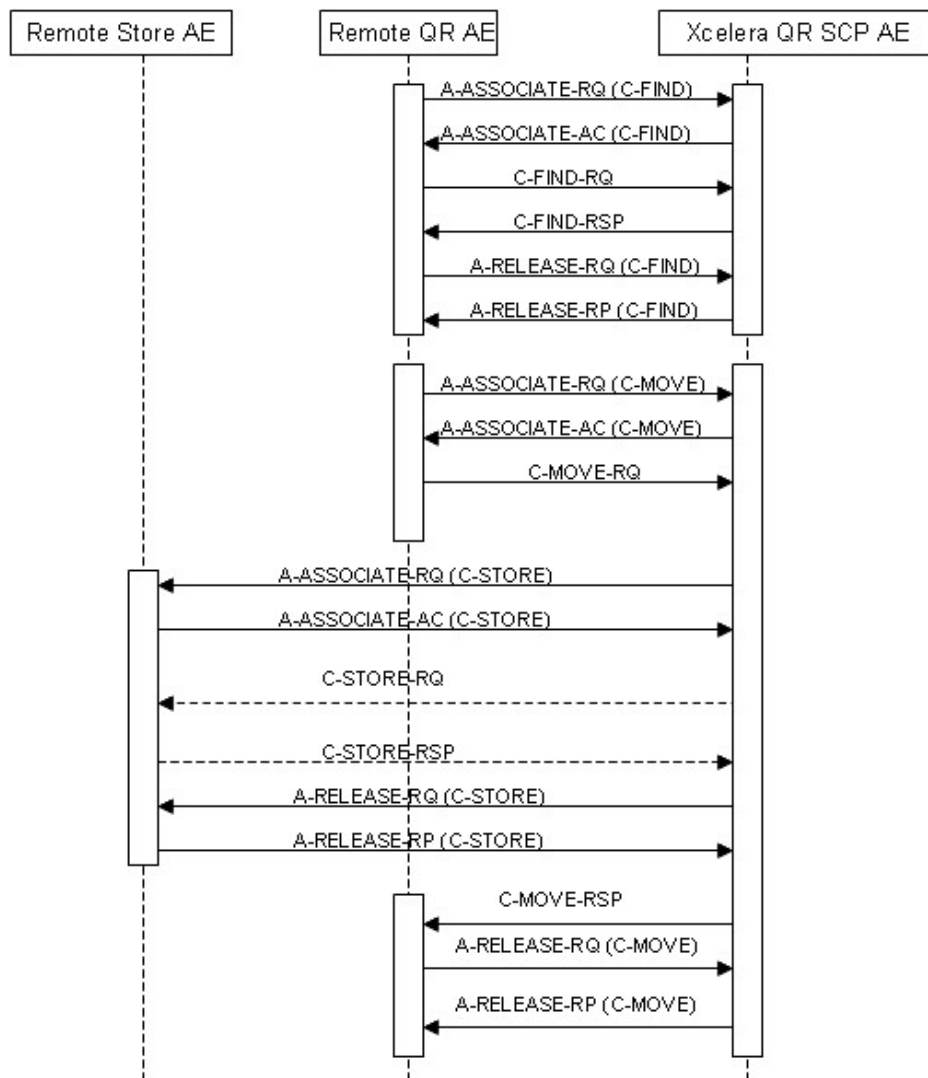 Remote Store AE
Remote QR AE
Xcelera QR SCP AE
A-ASSOCIATE-RQ (C-FIND)
A-ASSOCIATE-AC (C-FIND)
C-FIND-RQ
C-FIND-RSP
A-RELEASE-RQ (C-FIND)
A-RELEASE-RP (C-FIND)
A-ASSOCIATE-RQ (C-MOVE)
A-ASSOCIATE-AC (C-MOVE)
C-MOVE-RQ
A-ASSOCIATE-RQ (C-STORE)
A-ASSOCIATE-AC (C-STORE)
C-STORE-RQ
C-STORE-RSP
A-RELEASE-RQ (C-STORE)
A-RELEASE-RP (C-STORE)
C-MOVE-RSP
A-RELEASE-RQ (C-MOVE)
A-RELEASE-RP (C-MOVE)